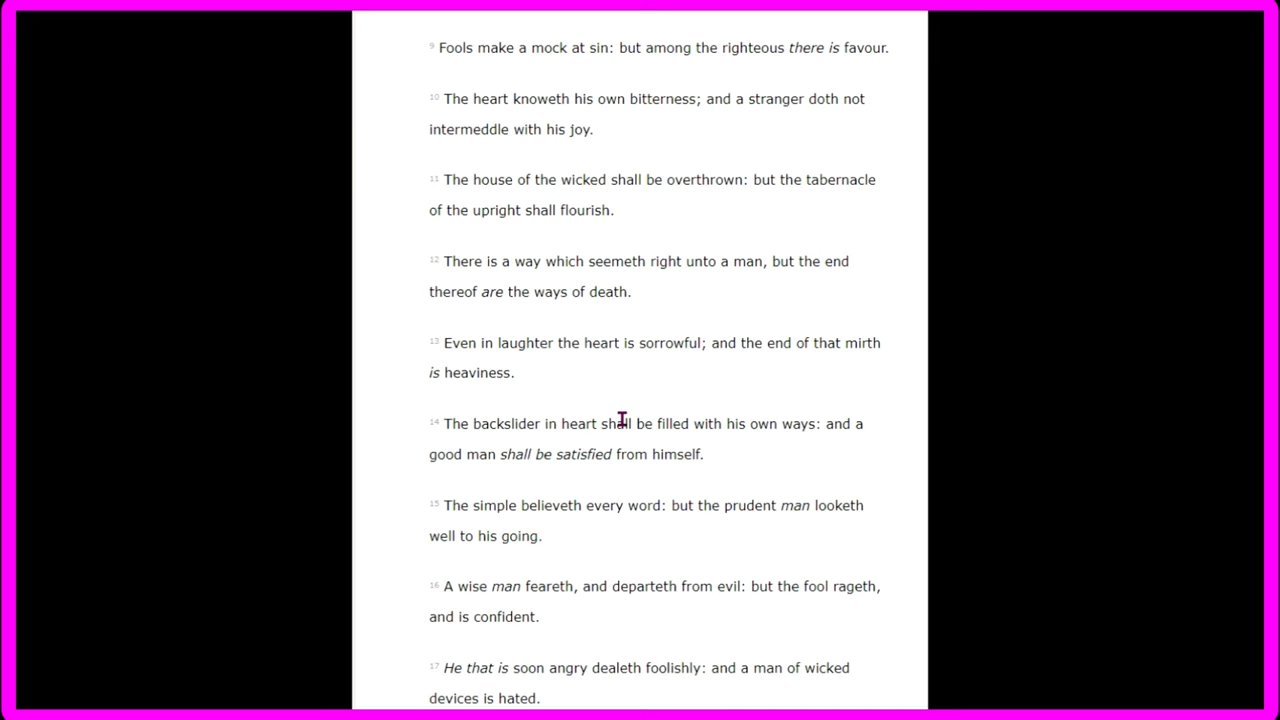 9 Fools make a mock at sin: but among the righteous there is favour.
10 The heart knoweth his own bitterness; and a stranger doth not
intermeddle with his joy.
11 The house of the wicked shall be overthrown: but the tabernacle
of the upright shall flourish.
12 There is a way which seemeth right unto a man, but the end
thereof are the ways of death.
13 Even in laughter the heart is sorrowful; and the end of that mirth
is heaviness.
14 The backslider in heart shall be filled with his own ways: and a
good man shall be satisfied from himself.
15 The simple believeth every word: but the prudent man looketh
well to his going.
16 A wise man feareth, and departeth from evil: but the fool rageth,
and is confident.
17 He that is soon angry dealeth foolishly: and a man of wicked
devices is hated.